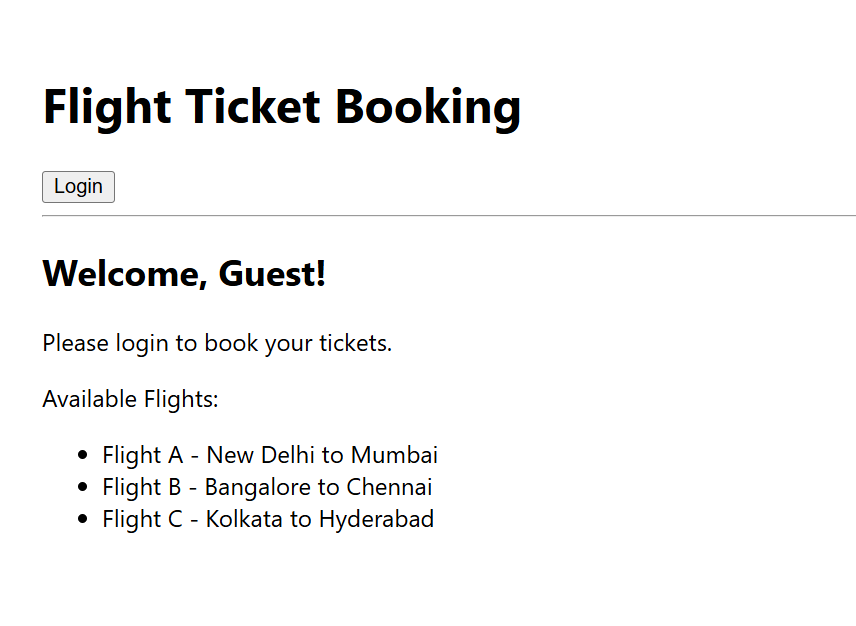 Flight Ticket Booking
Login
Welcome, Guest!
Please login to book your tickets.
Available Flights:
Flight A - New Delhi to Mumbai
Flight B - Bangalore to Chennai
Flight C - Kolkata to Hyderabad